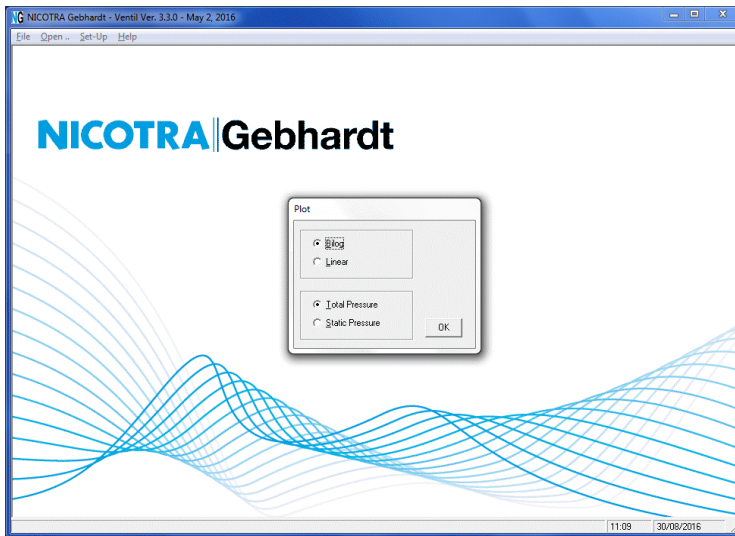 NG NICOTRA Gebhardt - Ventil Ver. 3.3.0 - May 2, 2016
File Open .. Set-Up Help
NICOTRA Gebhardt
Plot
Bilog
Linear
Total Pressure
Static Pressure
OK
11:09 30/08/2016